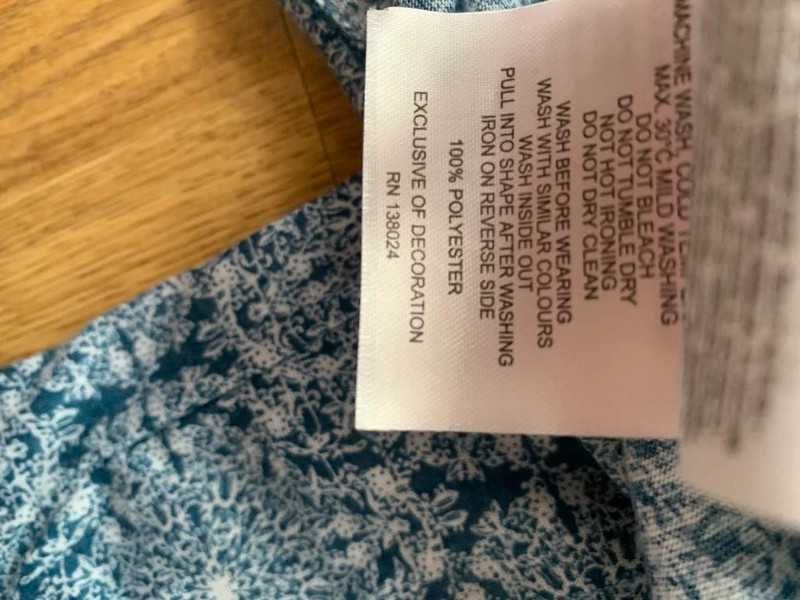 MACHINE WASH, COLD
MAX. 30°C MILD WASHING
DO NOT BLEACH
DO NOT TUMBLE DRY
NOT HOT IRONING
DO NOT DRY CLEAN
WASH BEFORE WEARING
WASH WITH SIMILAR COLOURS
WASH INSIDE OUT
PULL INTO SHAPE AFTER WASHING
IRON ON REVERSE SIDE
100% POLYESTER
EXCLUSIVE OF DECORATION
RN 138024